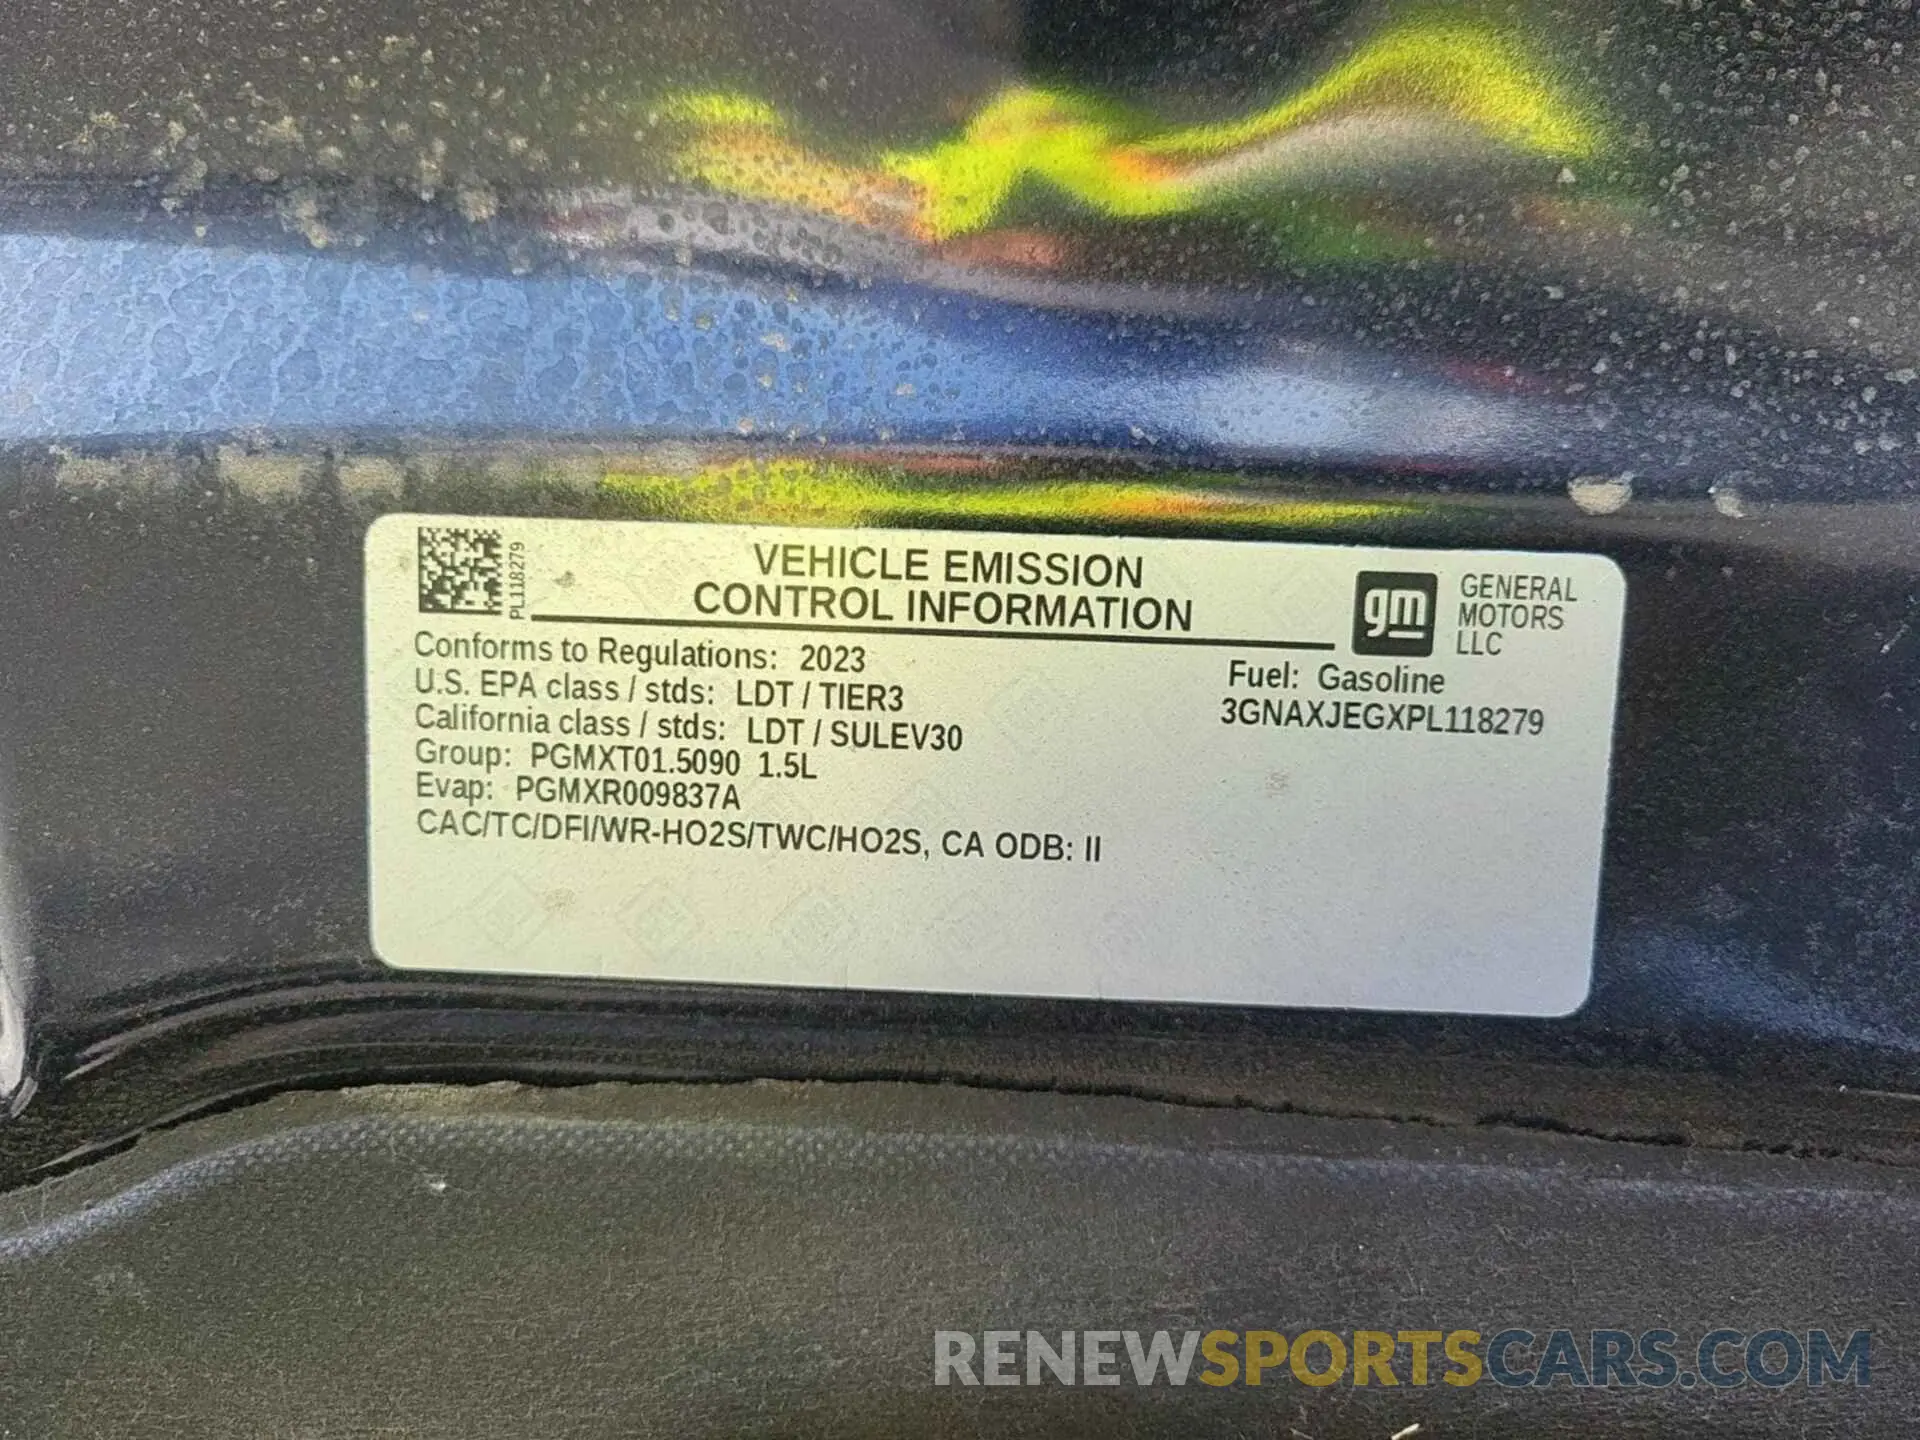 PL118279
VEHICLE EMISSION
CONTROL INFORMATION
gm
GENERAL
MOTORS
LLC
Conforms to Regulations: 2023
U.S. EPA class / stds: LDT / TIER3
California class / stds: LDT / SULEV30
Group: PGMXT01.5090 1.5L
Evap: PGMXR009837A
CAC/TC/DFI/WR-HO2S/TWC/HO2S, CA ODB: II
Fuel: Gasoline
3GNAXJEGXPL118279
RENEWSPORTSCARS.COM